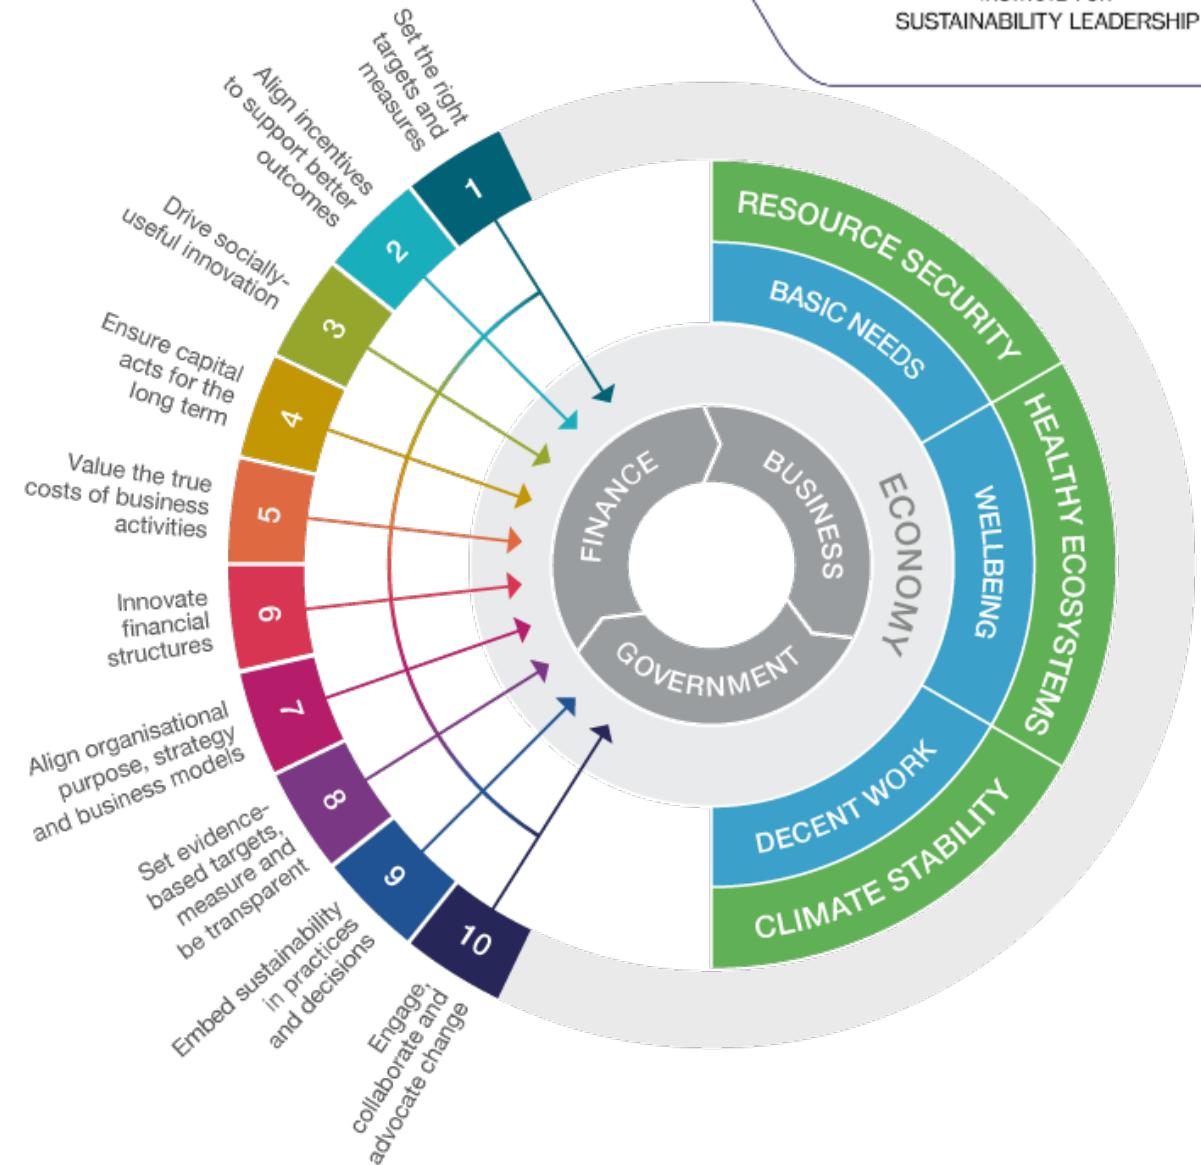 SUSTAINABILITY LEADERSHIP
Set the right
targets and
measures
1
Align incentives
to support better
outcomes
2
Drive socially-
useful innovation
3
Ensure capital
acts for the
long term
4
Value the true
costs of business
activities
5
Innovate
financial
structures
6
Align organisational
purpose, strategy
and business models
7
Set evidence-
based targets,
measure and
be transparent
8
Embed sustainability
in practices
and decisions
9
Engage,
collaborate and
advocate change
10
RESOURCE SECURITY
HEALTHY ECOSYSTEMS
CLIMATE STABILITY
BASIC NEEDS
WELLBEING
DECENT WORK
ECONOMY
FINANCE
BUSINESS
GOVERNMENT